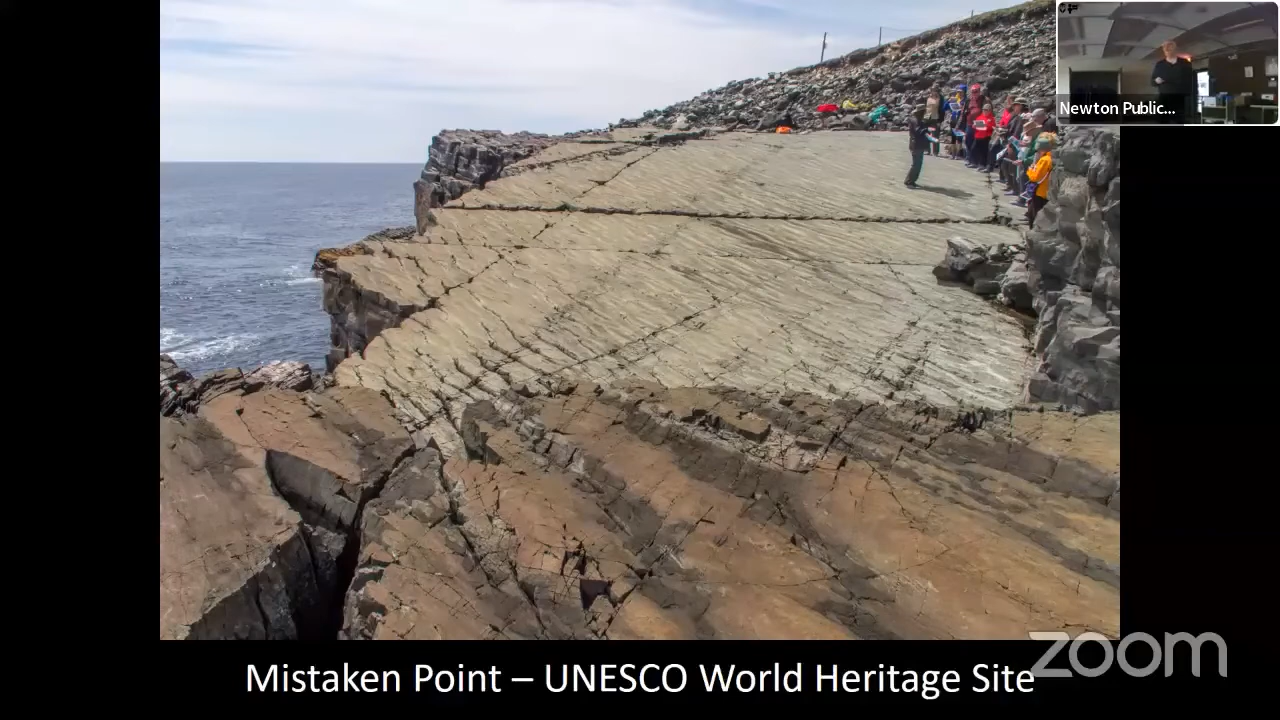 Newton Public...
Mistaken Point – UNESCO World Heritage Site
zoom